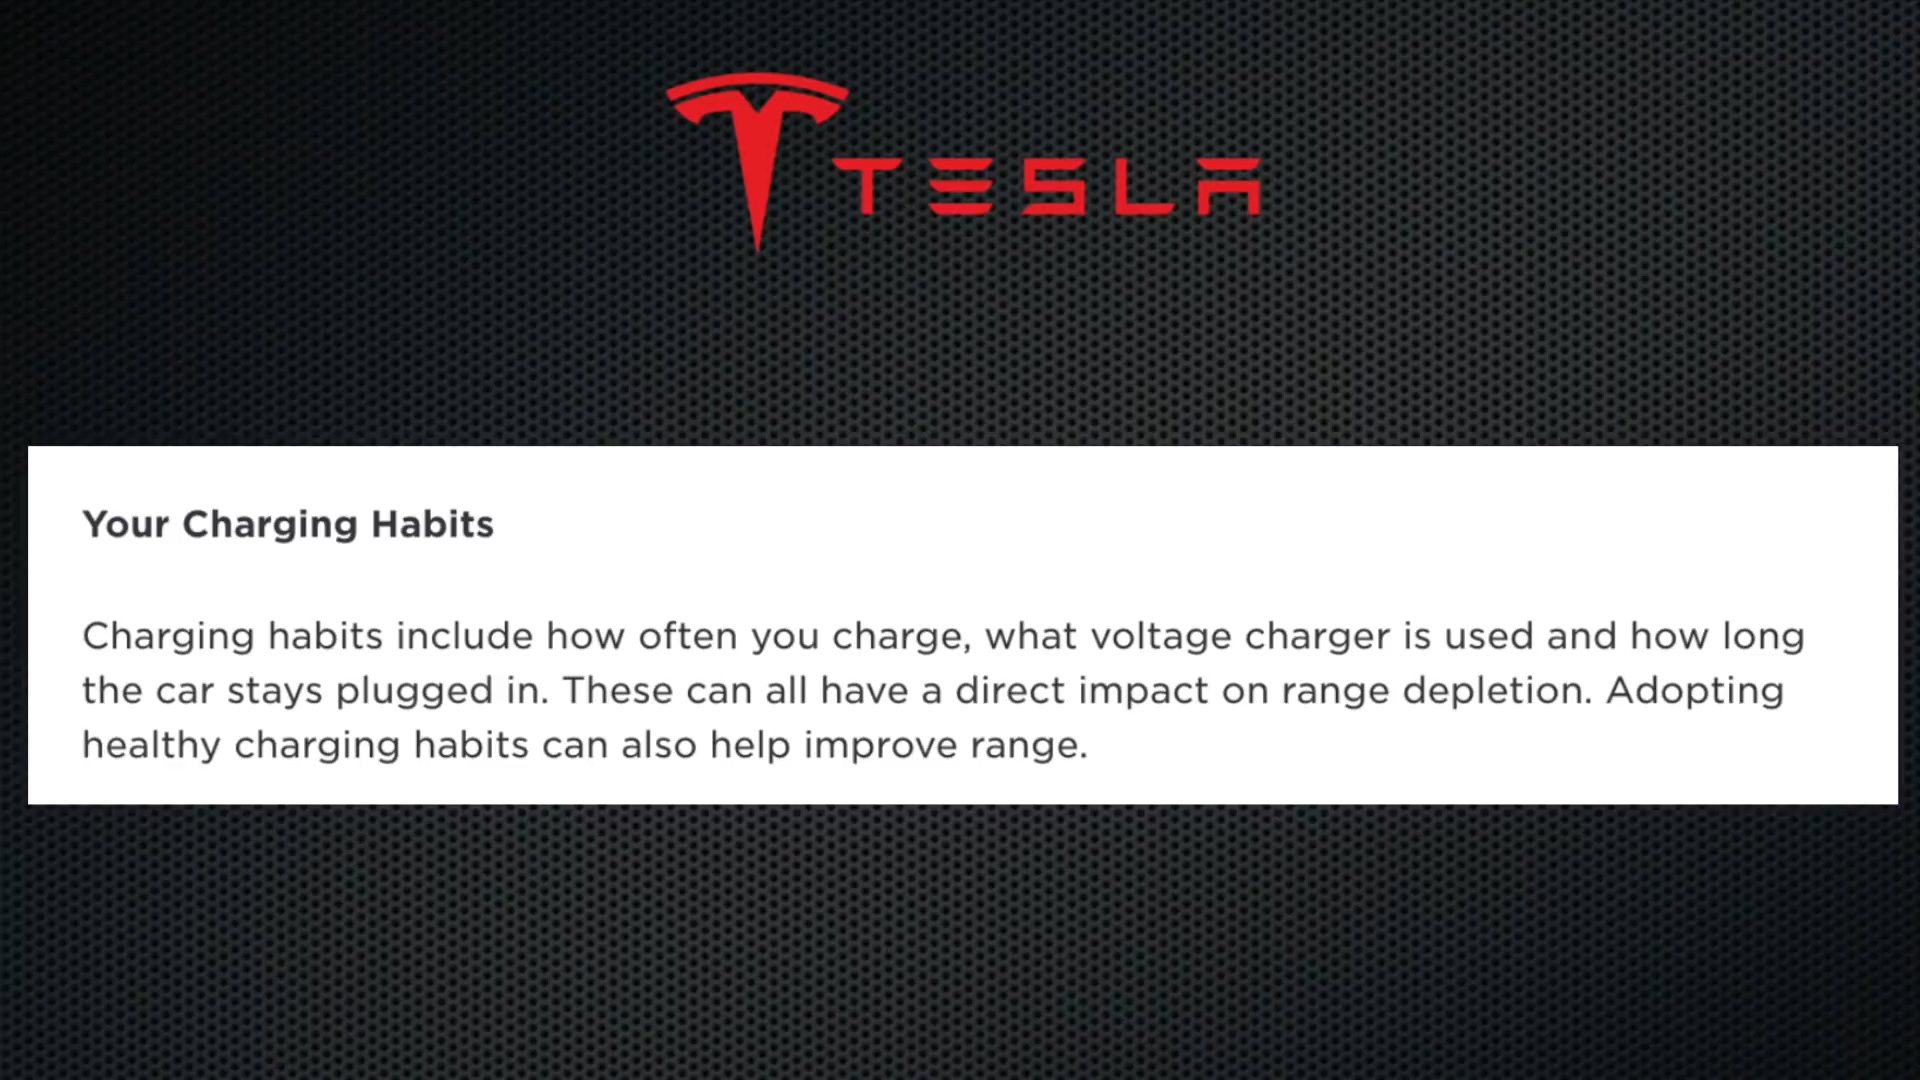 TESLA
Your Charging Habits
Charging habits include how often you charge, what voltage charger is used and how long
the car stays plugged in. These can all have a direct impact on range depletion. Adopting
healthy charging habits can also help improve range.